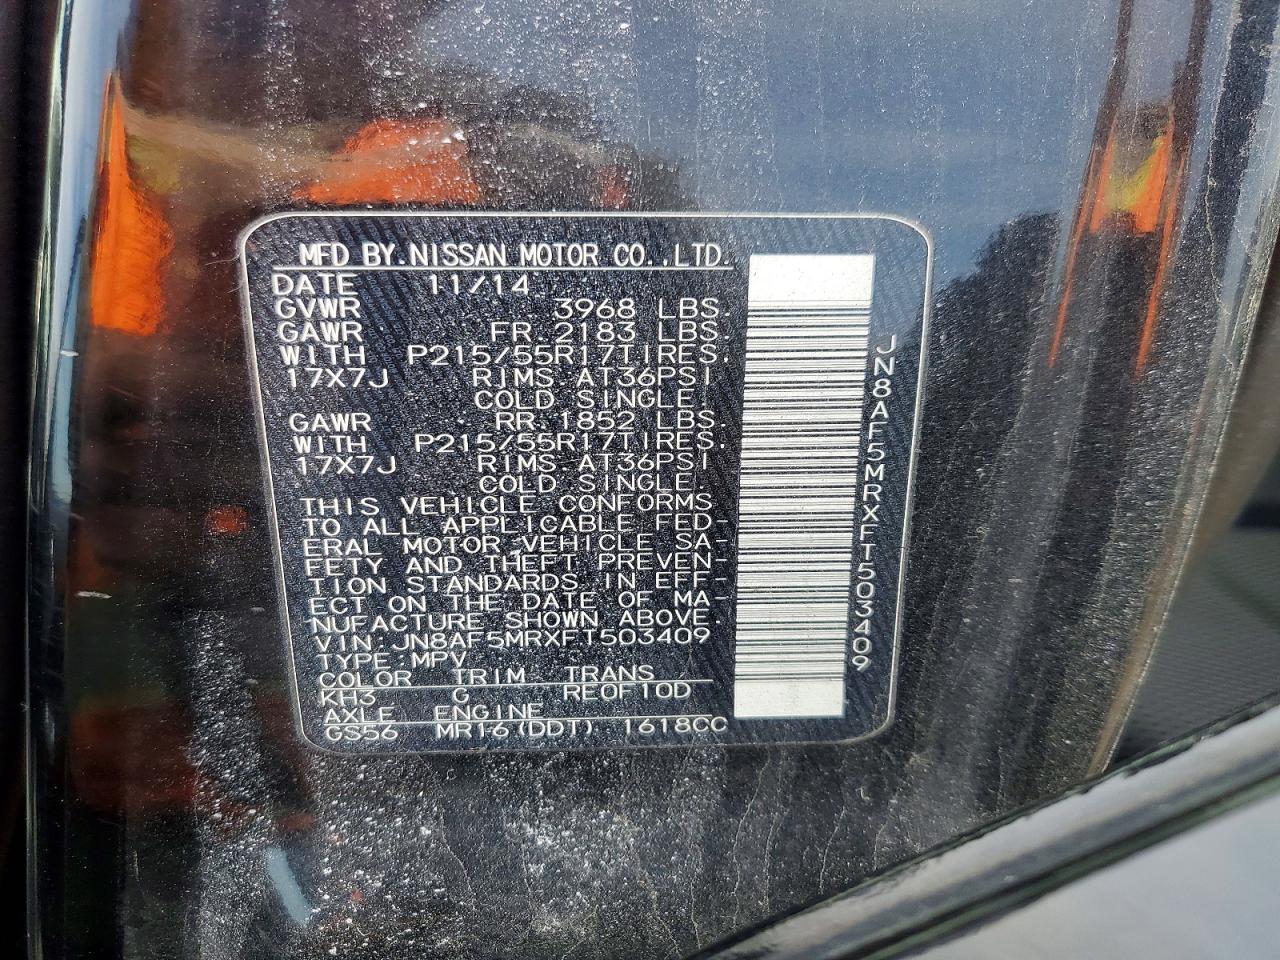 MFD BY.NISSAN MOTOR CO.,LTD.
DATE 11/14
GVWR 3968 LBS.
GAWR FR.2183 LBS.
WITH P215/55R17TIRES.
17X7J RIMS AT36PSI
COLD SINGLE.
GAWR RR.1852 LBS.
WITH P215/55R17TIRES.
17X7J RIMS AT36PSI
COLD SINGLE.
THIS VEHICLE CONFORMS
TO ALL APPLICABLE FED-
ERAL MOTOR VEHICLE SA-
FETY AND THEFT PREVEN-
TION STANDARDS IN EFF-
ECT ON THE DATE OF MA-
NUFACTURE SHOWN ABOVE.
VIN:JN8AF5MRXFT503409
TYPE:MPV
COLOR TRIM TRANS
KH3 G RE0F10D
AXLE ENGINE
GS56 MR16(DDT) 1618CC
JN8AF5MRXFT503409